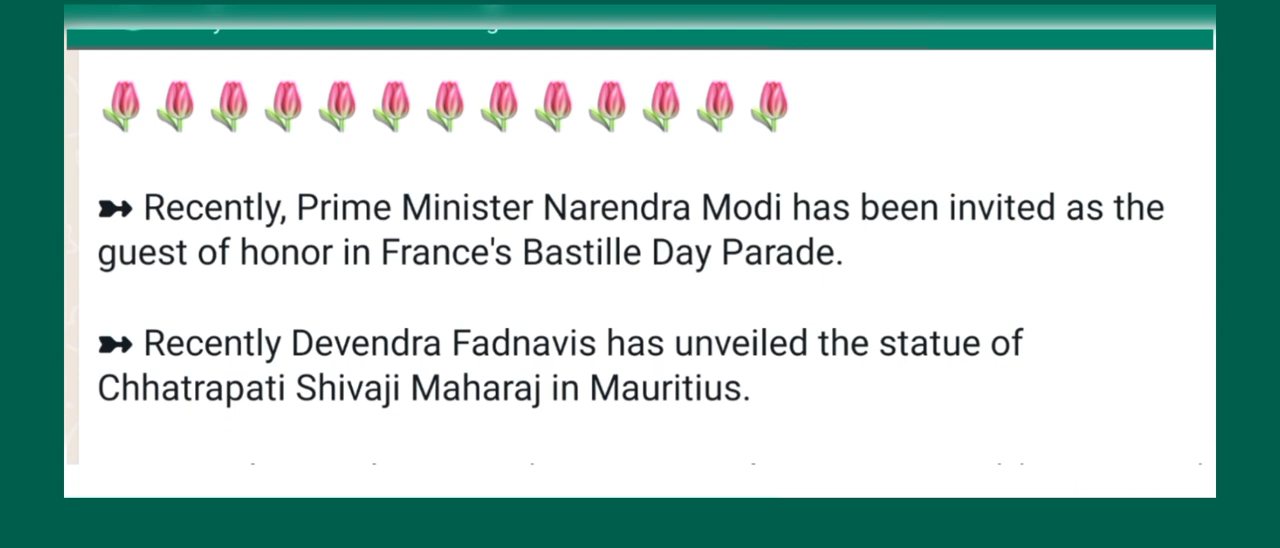 🌷🌷🌷🌷🌷🌷🌷🌷🌷🌷🌷🌷🌷
➽ Recently, Prime Minister Narendra Modi has been invited as the
guest of honor in France's Bastille Day Parade.
➽ Recently Devendra Fadnavis has unveiled the statue of
Chhatrapati Shivaji Maharaj in Mauritius.